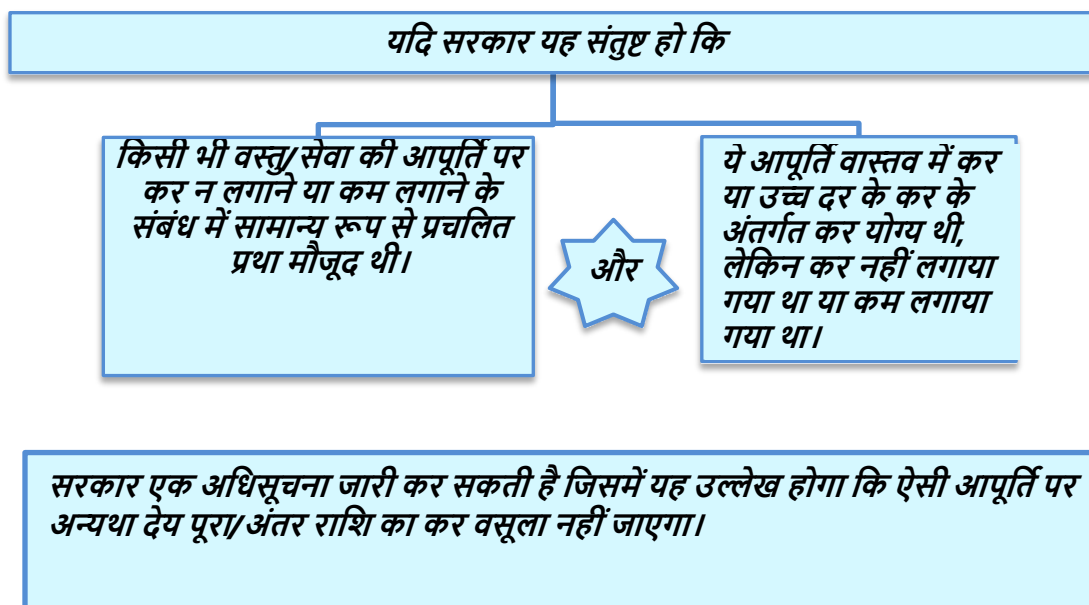 यदि सरकार यह संतुष्ट हो कि
किसी भी वस्तु/सेवा की आपूर्ति पर
कर न लगाने या कम लगाने के
संबंध में सामान्य रूप से प्रचलित
प्रथा मौजूद थी।
और
ये आपूर्ति वास्तव में कर
या उच्च दर के कर के
अंतर्गत कर योग्य थी,
लेकिन कर नहीं लगाया
गया था या कम लगाया
गया था।
सरकार एक अधिसूचना जारी कर सकती है जिसमें यह उल्लेख होगा कि ऐसी आपूर्ति पर
अन्यथा देय पूरा/अंतर राशि का कर वसूला नहीं जाएगा।